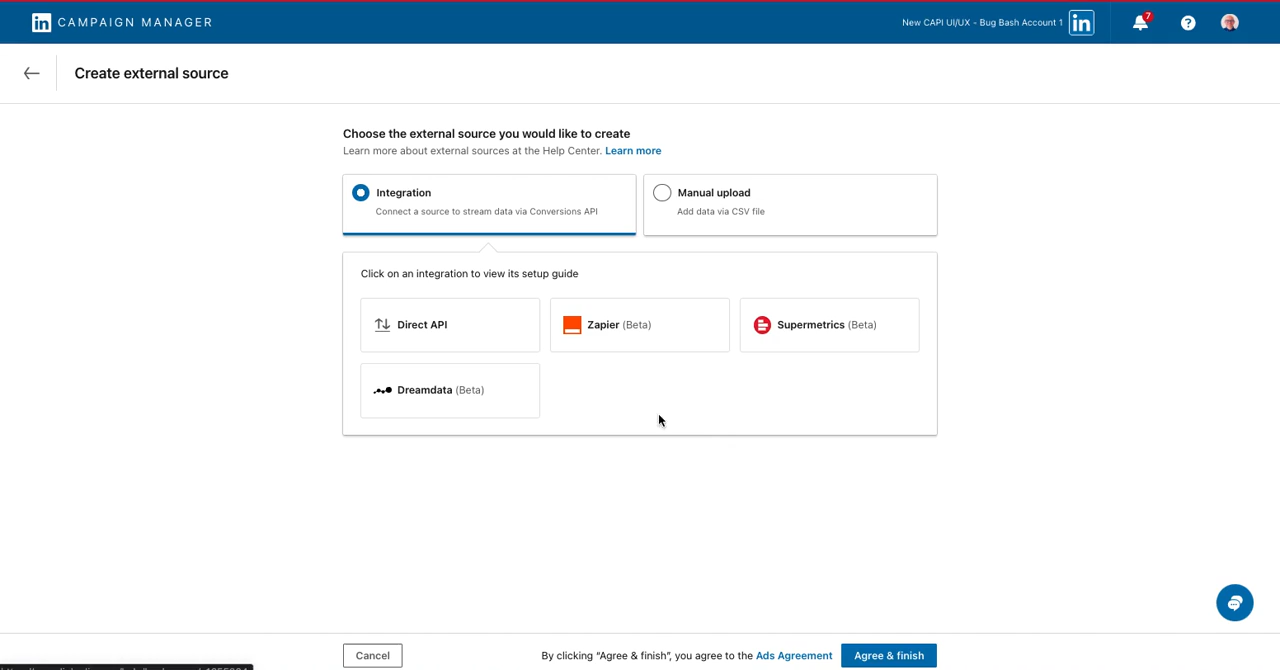 in CAMPAIGN MANAGER
New CAPI UI/UX - Bug Bash Account 1 in
7
?
Create external source
Choose the external source you would like to create
Learn more about external sources at the Help Center. Learn more
Integration
Connect a source to stream data via Conversions API
Manual upload
Add data via CSV file
Click on an integration to view its setup guide
Direct API
Zapier (Beta)
Supermetrics (Beta)
Dreamdata (Beta)
Cancel
By clicking “Agree & finish”, you agree to the Ads Agreement
Agree & finish